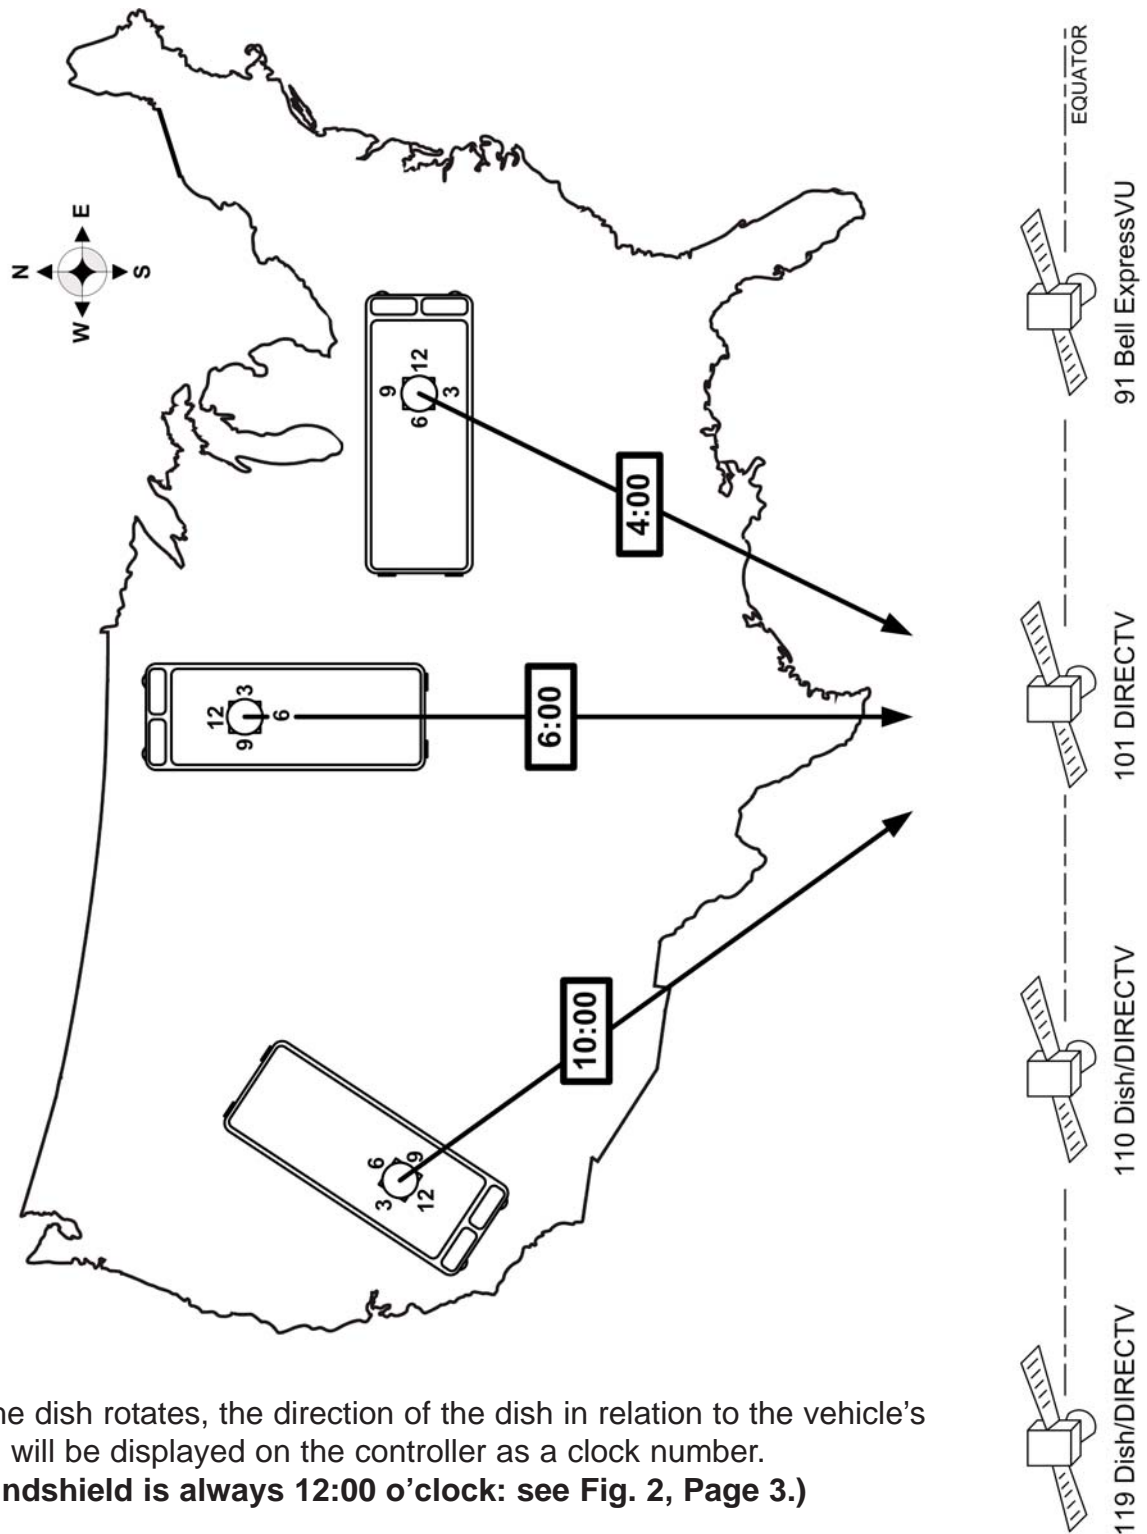 N
W E
S
9
6 12
3
4:00
12
9 3
6
6:00
6
3 9
12
10:00
EQUATOR
91 Bell ExpressVU
101 DIRECTV
110 Dish/DIRECTV
119 Dish/DIRECTV
dish rotates, the direction of the dish in relation to the vehicle's
will be displayed on the controller as a clock number.
ndshield is always 12:00 o’clock: see Fig. 2, Page 3.)